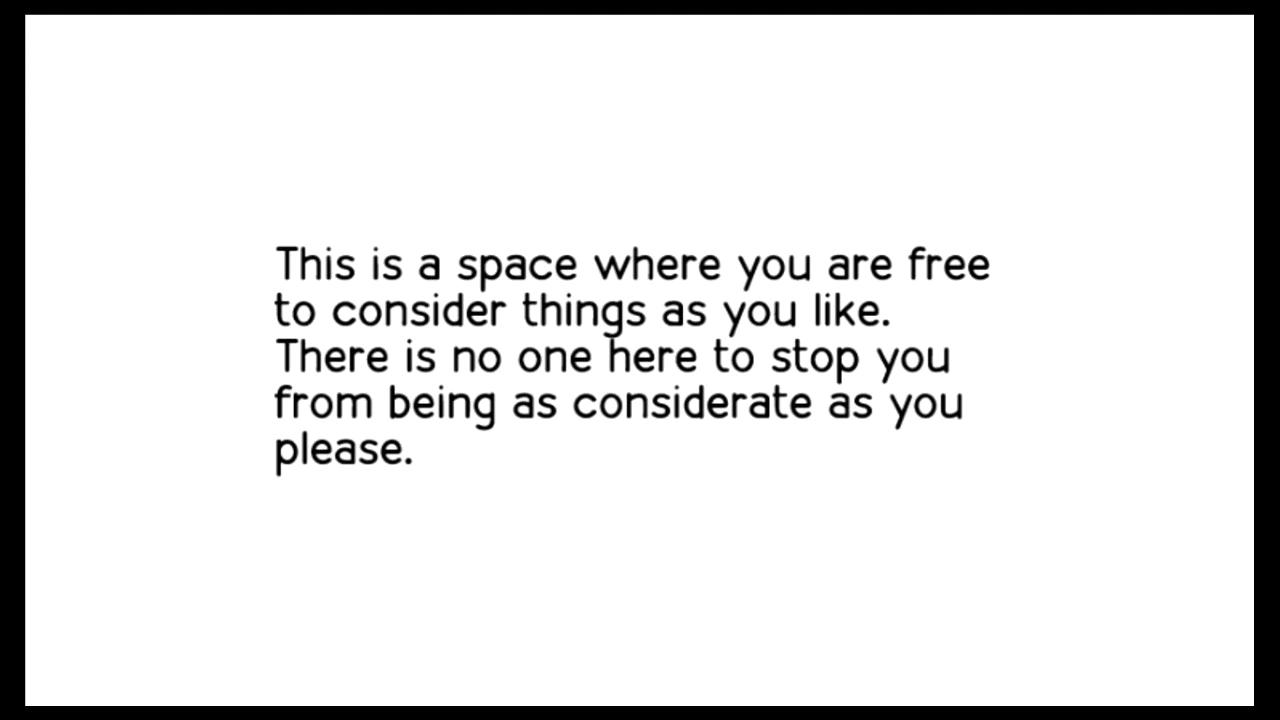 This is a space where you are free
to consider things as you like.
There is no one here to stop you
from being as considerate as you
please.